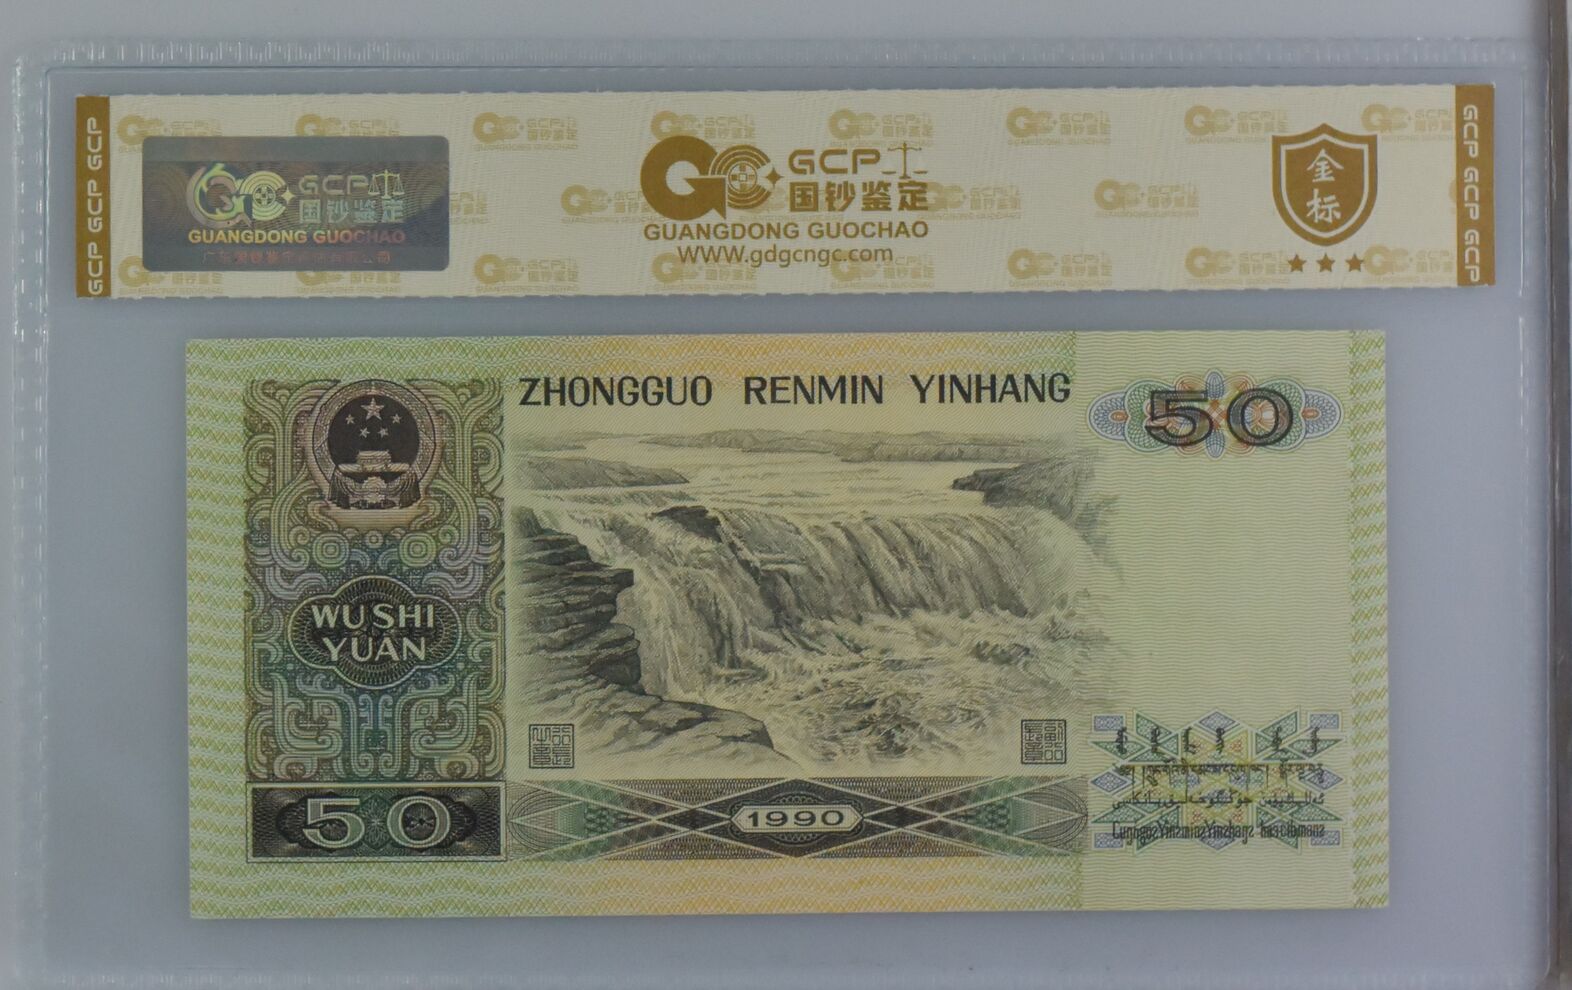 GCP GCP GCP
GCP
国钞鉴定
GUANGDONG GUOCHAO
GCP
国钞鉴定
GUANGDONG GUOCHAO
WWW.gdgcngc.com
金
标
GCP GCP GCP
ZHONGGUO RENMIN YINHANG
50
WU SHI
YUAN
50
1990